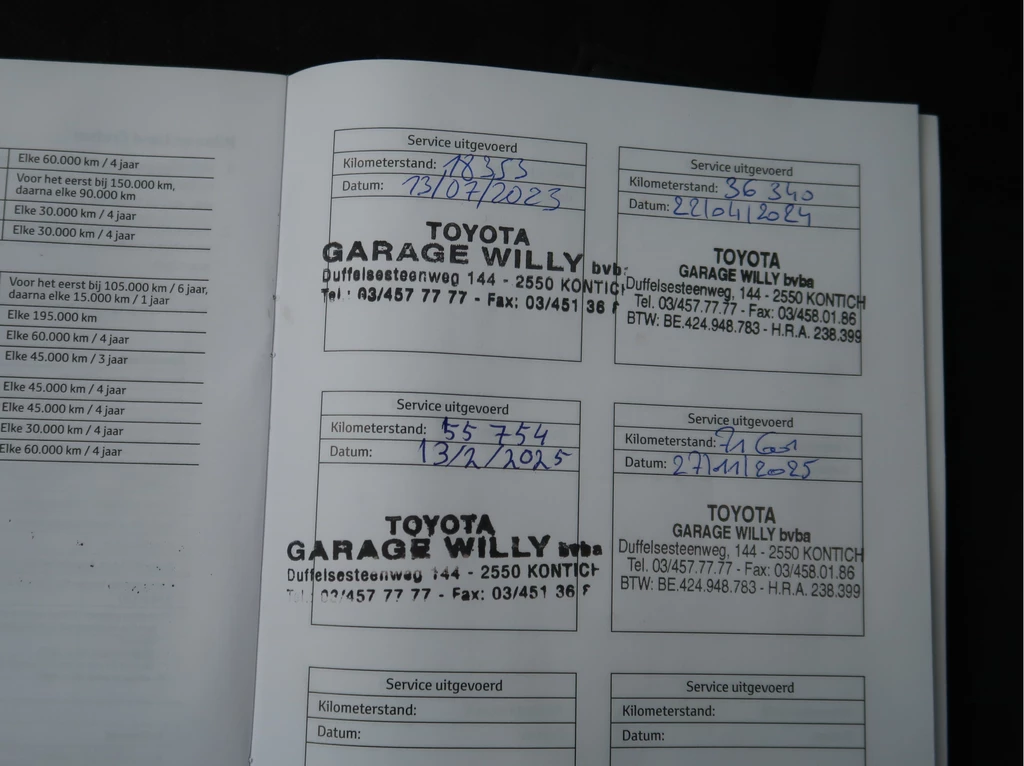 Elke 60.000 km / 4 jaar
Voor het eerst bij 150.000 km,
daarna elke 90.000 km
Elke 30.000 km / 4 jaar
Elke 30.000 km / 4 jaar
Voor het eerst bij 105.000 km / 6 jaar,
daarna elke 15.000 km / 1 jaar
Elke 195.000 km
Elke 60.000 km / 4 jaar
Elke 45.000 km / 3 jaar
Elke 45.000 km / 4 jaar
Elke 45.000 km / 4 jaar
Elke 30.000 km / 4 jaar
Elke 60.000 km / 4 jaar
Service uitgevoerd
Kilometerstand: 18353
Datum: 13/07/2023
TOYOTA
GARAGE WILLY bvb
Duffelsesteenweg 144 - 2550 KONTICH
Tel.: 03/457 77 77 - Fax: 03/451 36
Service uitgevoerd
Kilometerstand: 36 340
Datum: 22/04/2024
TOYOTA
GARAGE WILLY bvba
Duffelsesteenweg, 144 - 2550 KONTICH
Tel. 03/457.77.77 - Fax: 03/458.01.86
BTW: BE.424.948.783 - H.R.A. 238.399
Service uitgevoerd
Kilometerstand: 55 754
Datum: 13/2/2025
TOYOTA
GARAGE WILLY bvba
Duffelsesteenweg 144 - 2550 KONTICH
03/457 77 77 - Fax: 03/451 36
Service uitgevoerd
Kilometerstand: 71
Datum: 27/11/2025
TOYOTA
GARAGE WILLY bvba
Duffelsesteenweg, 144 - 2550 KONTICH
Tel. 03/457.77.77 - Fax: 03/458.01.86
BTW: BE.424.948.783 - H.R.A. 238.399
Service uitgevoerd
Kilometerstand:
Datum:
Service uitgevoerd
Kilometerstand:
Datum: